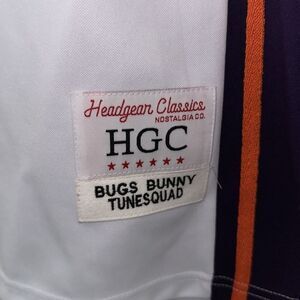 Headgear Classics
NOSTALGIA CO.
HGC
BUGS BUNNY
TUNESQUAD